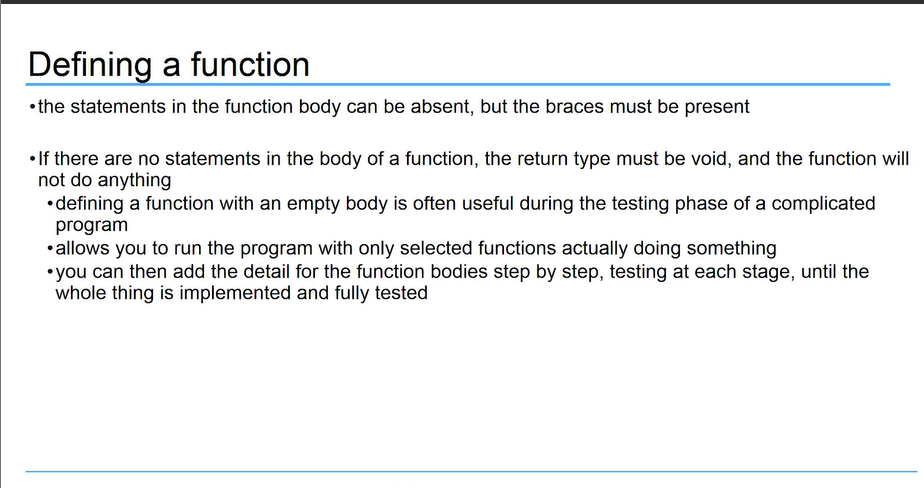 Defining a function
•the statements in the function body can be absent, but the braces must be present
•If there are no statements in the body of a function, the return type must be void, and the function will
not do anything
•defining a function with an empty body is often useful during the testing phase of a complicated
program
•allows you to run the program with only selected functions actually doing something
•you can then add the detail for the function bodies step by step, testing at each stage, until the
whole thing is implemented and fully tested